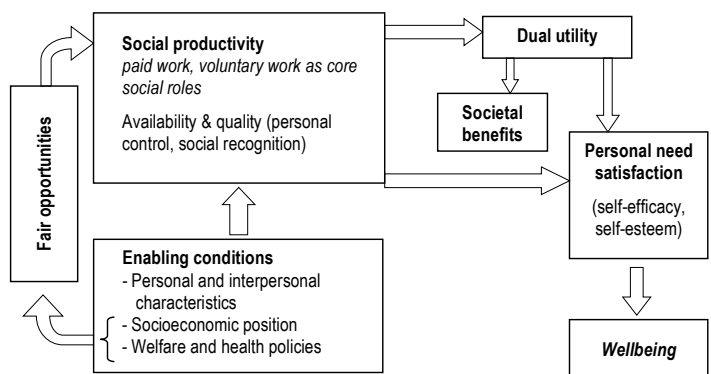 Social productivity
paid work, voluntary work as core
social roles
Availability & quality (personal
control, social recognition)
Dual utility
Societal
benefits
Personal need
satisfaction
(self-efficacy,
self-esteem)
Fair opportunities
Enabling conditions
- Personal and interpersonal
characteristics
- Socioeconomic position
- Welfare and health policies
Wellbeing